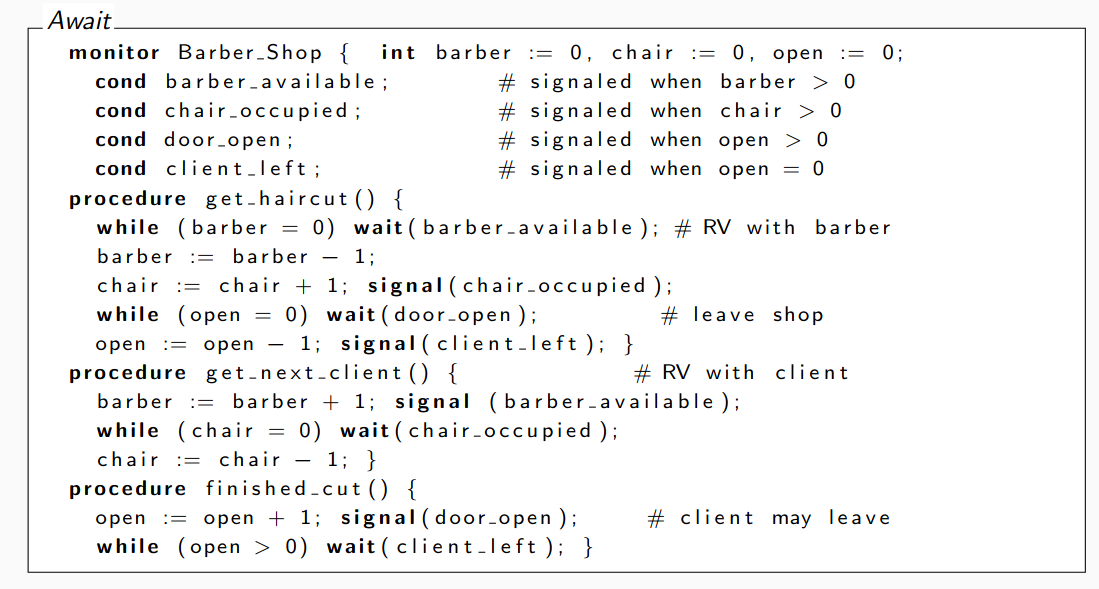 Await
monitor Barber_Shop { int barber := 0, chair := 0, open := 0;
cond barber_available; # signaled when barber > 0
cond chair_occupied; # signaled when chair > 0
cond door_open; # signaled when open > 0
cond client_left; # signaled when open = 0
procedure get_haircut() {
while (barber = 0) wait(barber_available); # RV with barber
barber := barber − 1;
chair := chair + 1; signal(chair_occupied);
while (open = 0) wait(door_open); # leave shop
open := open − 1; signal(client_left); }
procedure get_next_client() { # RV with client
barber := barber + 1; signal (barber_available);
while (chair = 0) wait(chair_occupied);
chair := chair − 1; }
procedure finished_cut() {
open := open + 1; signal(door_open); # client may leave
while (open > 0) wait(client_left); }